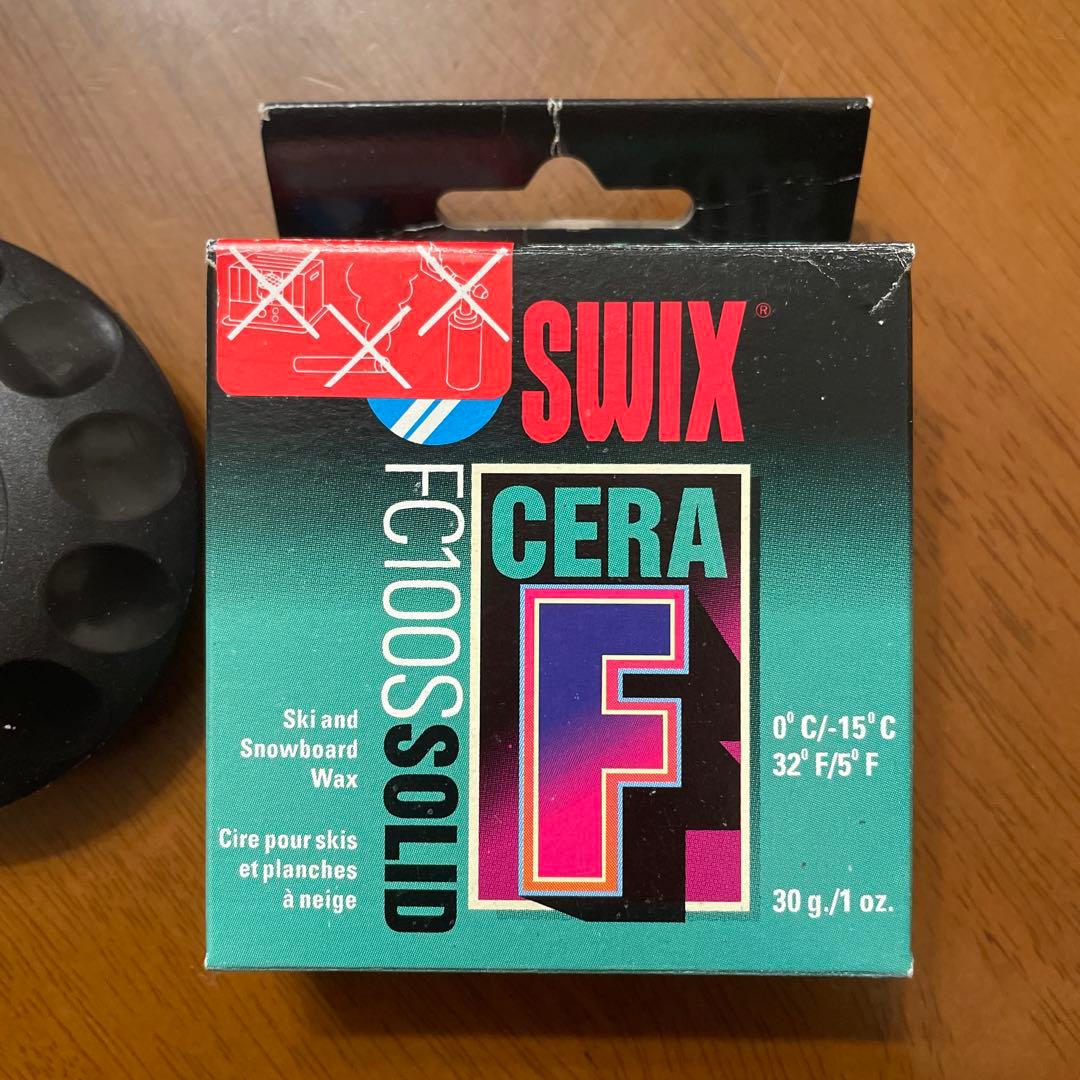 SWIX®
FC100S SOLID
CERA
F
Ski and
Snowboard
Wax
Cire pour skis
et planches
à neige
0° C/-15° C
32° F/5° F
30 g./1 oz.